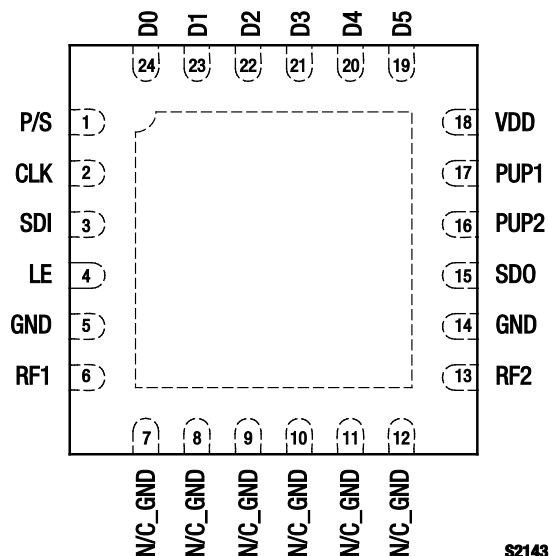 D0 D1 D2 D3 D4 D5
24 23 22 21 20 19
P/S 1 18 VDD
CLK 2 17 PUP1
SDI 3 16 PUP2
LE 4 15 SDO
GND 5 14 GND
RF1 6 13 RF2
7 8 9 10 11 12
N/C_GND N/C_GND N/C_GND N/C_GND N/C_GND N/C_GND
S2143